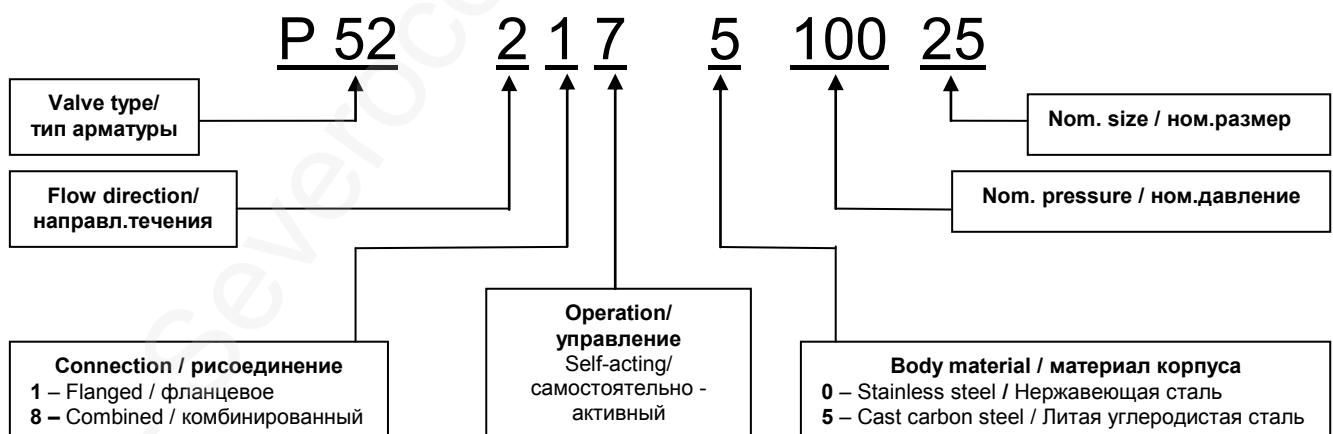 P 52 2 1 7 5 100 25
Valve type/
тип арматуры
Nom. size / ном.размер
Flow direction/
направл.течения
Nom. pressure / ном.давление
Connection / рисоединение
1 – Flanged / фланцевое
8 – Combined / комбинированный
Operation/
управление
Self-acting/
самостоятельно -
активный
Body material / материал корпуса
0 – Stainless steel / Нержавеющая сталь
5 – Cast carbon steel / Литая углеродистая сталь